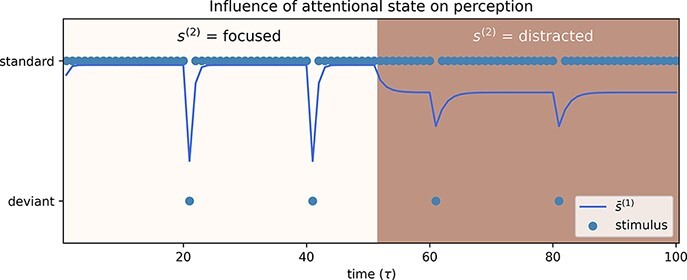 Influence of attentional state on perception
s⁽²⁾ = focused
s⁽²⁾ = distracted
standard
deviant
s̄⁽¹⁾
stimulus
20
40
60
80
100
time (τ)